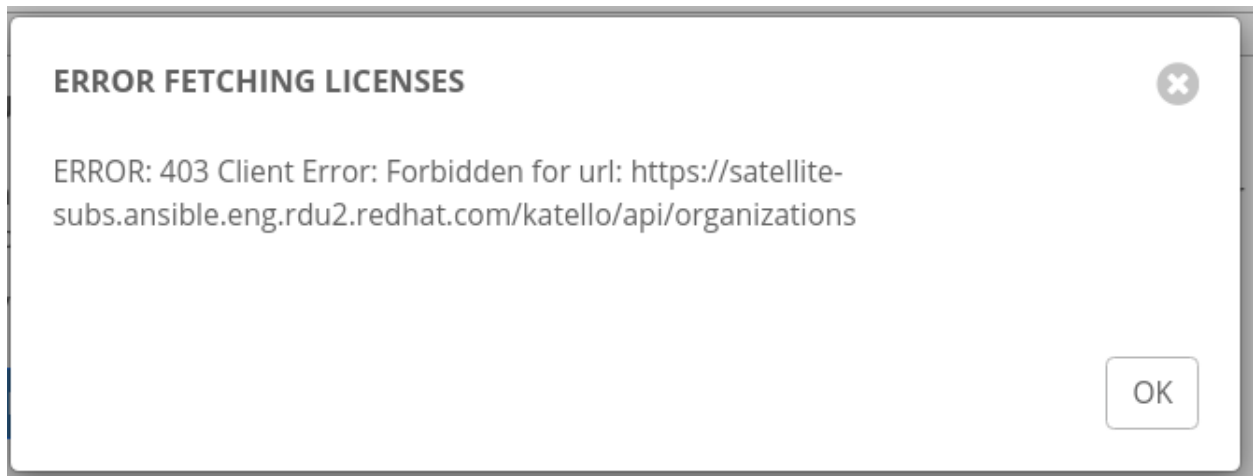 ERROR FETCHING LICENSES
ERROR: 403 Client Error: Forbidden for url: https://satellite-
subs.ansible.eng.rdu2.redhat.com/katello/api/organizations
OK